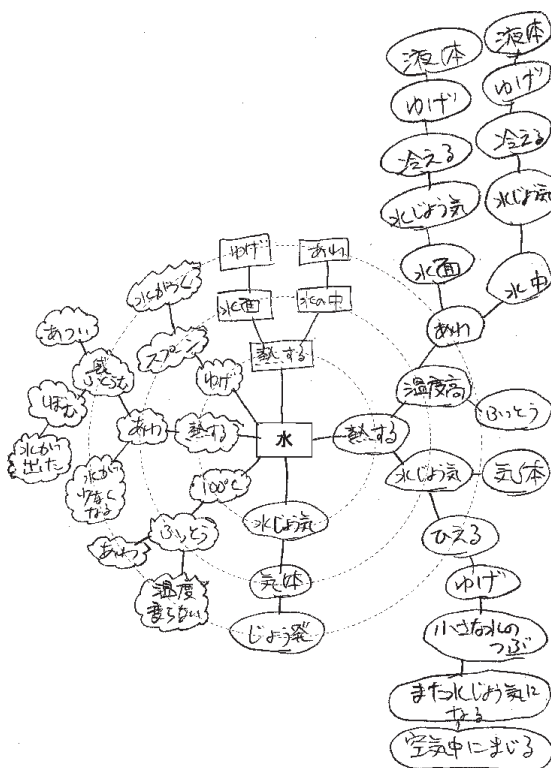 液体
液体
ゆげ
ゆげ
冷える
冷える
水じょう気
水じょう気
水面
水中
あわ
温度高
ふっとう
熱する
水じょう気
気体
ひえる
ゆげ
小さな水の
つぶ
また水じょう気に
なる
空気中にまじる
ゆげ
あわ
水面
水の中
熱する
水
水がつく
スプーン
ゆげ
あつい
ほむ
水がへ
出た
あわ
熱する
水が
少なく
なる
100℃
ふっとう
あわ
温度
変らない
水じょう気
気体
じょう発